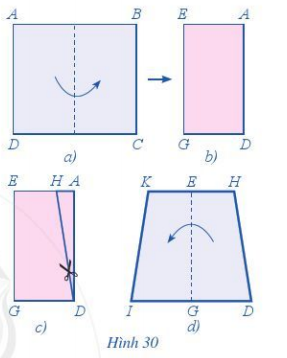 A B E A
D C G D
a) b)
E H A K E H
G D I G D
c) d)
Hình 30